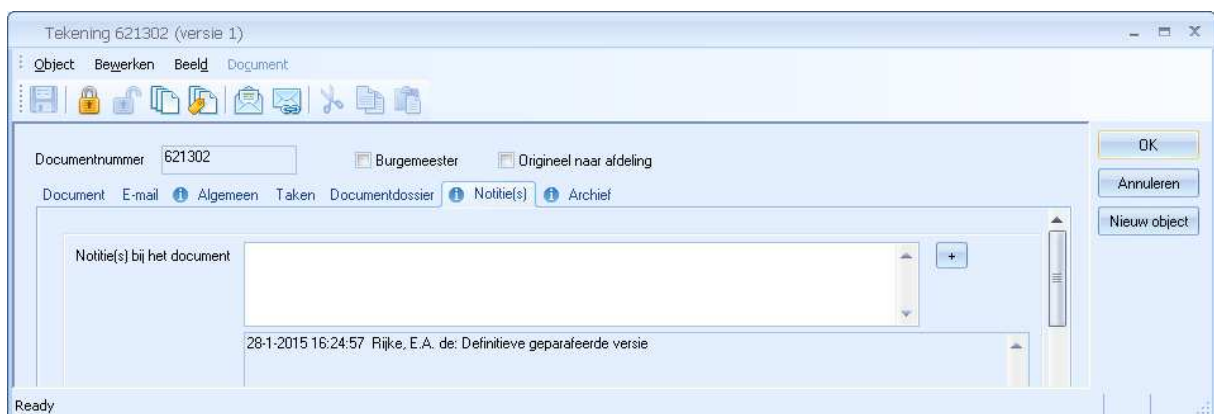 Tekening 621302 (versie 1)
Object Bewerken Beeld Document
Documentnummer 621302 Burgemeester Origineel naar afdeling
OK
Document E-mail Algemeen Taken Documentdossier Notitie(s) Archief
Annuleren
Nieuw object
Notitie(s) bij het document +
28-1-2015 16:24:57 Rijke, E.A. de: Definitieve geparafeerde versie
Ready